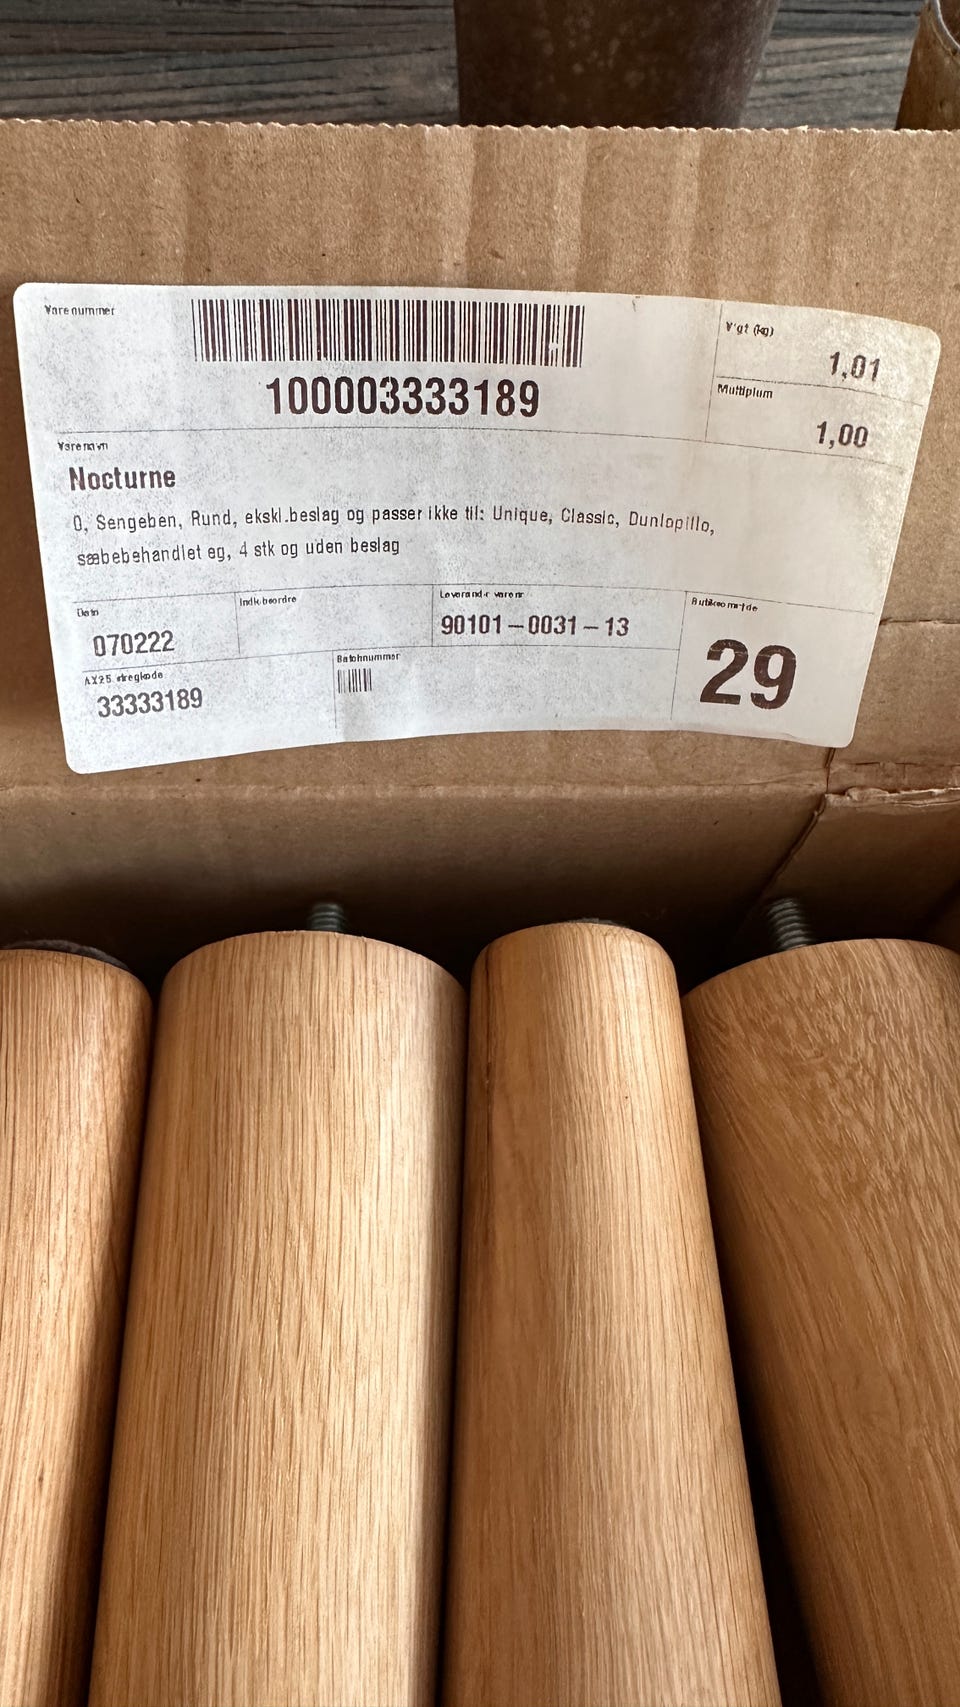 Varenummer
100003333189
Vægt (kg)
1,01
Multiplum
1,00
Varenavn
Nocturne
0, Sengeben, Rund, ekskl.beslag og passer ikke til: Unique, Classic, Dunlopillo,
sæbebehandlet eg, 4 stk og uden beslag
Dato
070222
Indk.beordre
Leverandør varenr
90101-0031-13
29
AX25 stregkode
33333189
Batchnummer